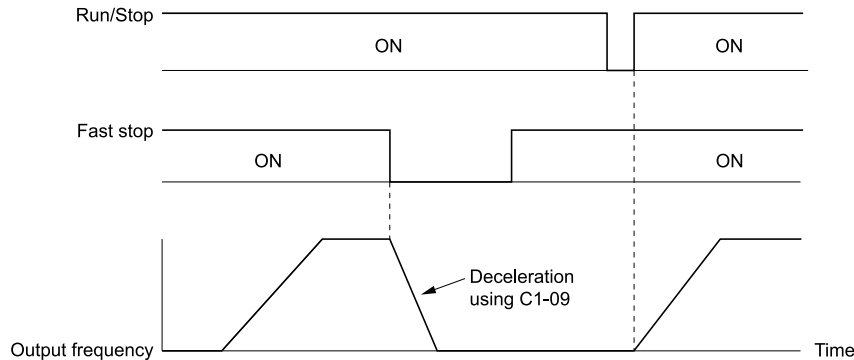 Run/Stop
ON
ON
Fast stop
ON
ON
Deceleration
using C1-09
Output frequency
Time